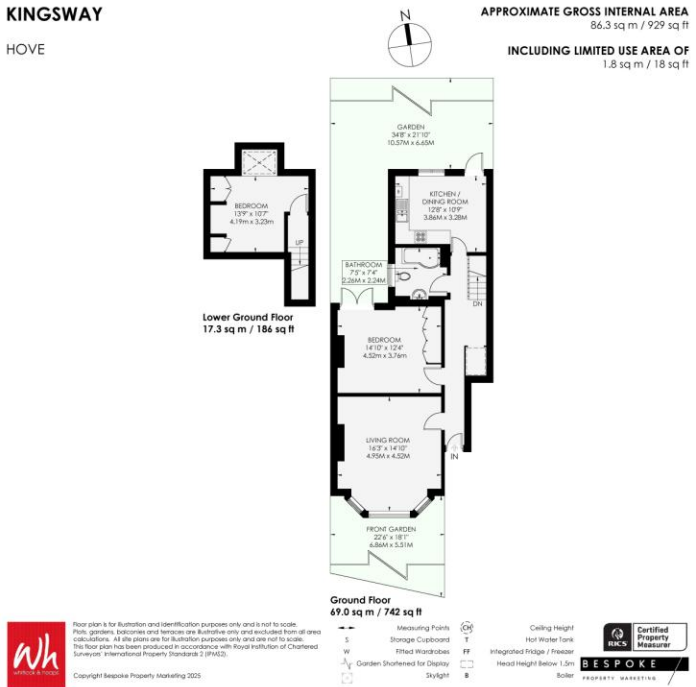 KINGSWAY
HOVE
APPROXIMATE GROSS INTERNAL AREA
86.3 sq m / 929 sq ft
INCLUDING LIMITED USE AREA OF
1.8 sq m / 18 sq ft
N
GARDEN
34'8" x 21'10"
10.57M x 6.65M
KITCHEN /
DINING ROOM
12'8" x 10'9"
3.86M x 3.28M
BEDROOM
13'9" x 10'7"
4.19m x 3.23m
UP
BATHROOM
7'5" x 7'4"
2.26M x 2.24M
DN
Lower Ground Floor
17.3 sq m / 186 sq ft
BEDROOM
14'10" x 12'4"
4.52m x 3.76m
LIVING ROOM
16'3" x 14'10"
4.95M x 4.52M
IN
FRONT GARDEN
22'6" x 18'1"
6.86M x 5.51M
Ground Floor
69.0 sq m / 742 sq ft
wh
whitlock & heaps
Floor plan is for illustration and identification purposes only and is not to scale.
Plots, gardens, balconies and terraces are illustrative only and excluded from all area
calculations. All site plans are for illustration purposes only and are not to scale.
This floor plan has been produced in accordance with Royal Institution of Chartered
Surveyors' International Property Standards 2 (IPMS2).
Copyright Bespoke Property Marketing 2025
Measuring Points
S Storage Cupboard
W Fitted Wardrobes
Garden Shortened for Display
Skylight
CH Ceiling Height
T Hot Water Tank
FF Integrated Fridge / Freezer
Head Height Below 1.5m
B Boiler
RICS
Certified
Property
Measurer
BESPOKE
PROPERTY MARKETING